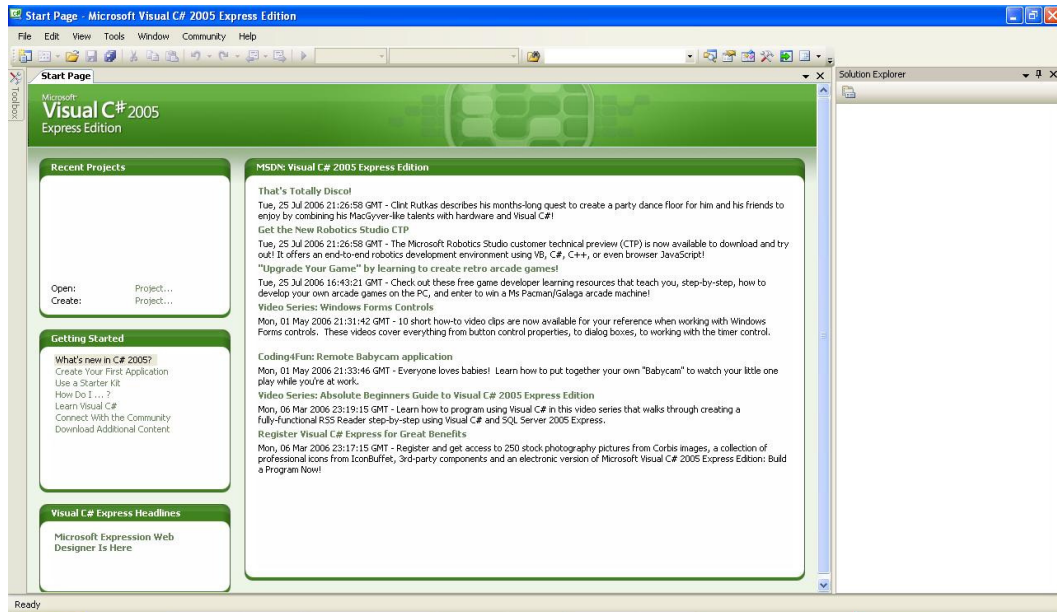 Start Page - Microsoft Visual C# 2005 Express Edition
File Edit View Tools Window Community Help
Toolbox
Start Page
Solution Explorer
Microsoft
Visual C# 2005
Express Edition
Recent Projects
Open: Project...
Create: Project...
Getting Started
What's new in C# 2005?
Create Your First Application
Use a Starter Kit
How Do I ... ?
Learn Visual C#
Connect With the Community
Download Additional Content
Visual C# Express Headlines
Microsoft Expression Web
Designer Is Here
MSDN: Visual C# 2005 Express Edition
That's Totally Disco!
Tue, 25 Jul 2006 21:26:58 GMT - Clint Rutkas describes his months-long quest to create a party dance floor for him and his friends to
enjoy by combining his MacGyver-like talents with hardware and Visual C#!
Get the New Robotics Studio CTP
Tue, 25 Jul 2006 21:26:58 GMT - The Microsoft Robotics Studio customer technical preview (CTP) is now available to download and try
out! It offers an end-to-end robotics development environment using VB, C#, C++, or even browser JavaScript!
"Upgrade Your Game" by learning to create retro arcade games!
Tue, 25 Jul 2006 16:43:21 GMT - Check out these free game developer learning resources that teach you, step-by-step, how to
develop your own arcade games on the PC, and enter to win a Ms Pacman/Galaga arcade machine!
Video Series: Windows Forms Controls
Mon, 01 May 2006 21:31:42 GMT - 10 short how-to video clips are now available for your reference when working with Windows
Forms controls. These videos cover everything from button control properties, to dialog boxes, to working with the timer control.
Coding4Fun: Remote Babycam application
Mon, 01 May 2006 21:33:46 GMT - Everyone loves babies! Learn how to put together your own "Babycam" to watch your little one
play while you're at work.
Video Series: Absolute Beginners Guide to Visual C# 2005 Express Edition
Mon, 06 Mar 2006 23:19:15 GMT - Learn how to program using Visual C# in this video series that walks through creating a
fully-functional RSS Reader step-by-step using Visual C# and SQL Server 2005 Express.
Register Visual C# Express for Great Benefits
Mon, 06 Mar 2006 23:17:15 GMT - Register and get access to 250 stock photography pictures from Corbis images, a collection of
professional icons from IconBuffet, 3rd-party components and an electronic version of Microsoft Visual C# 2005 Express Edition: Build
a Program Now!
Ready